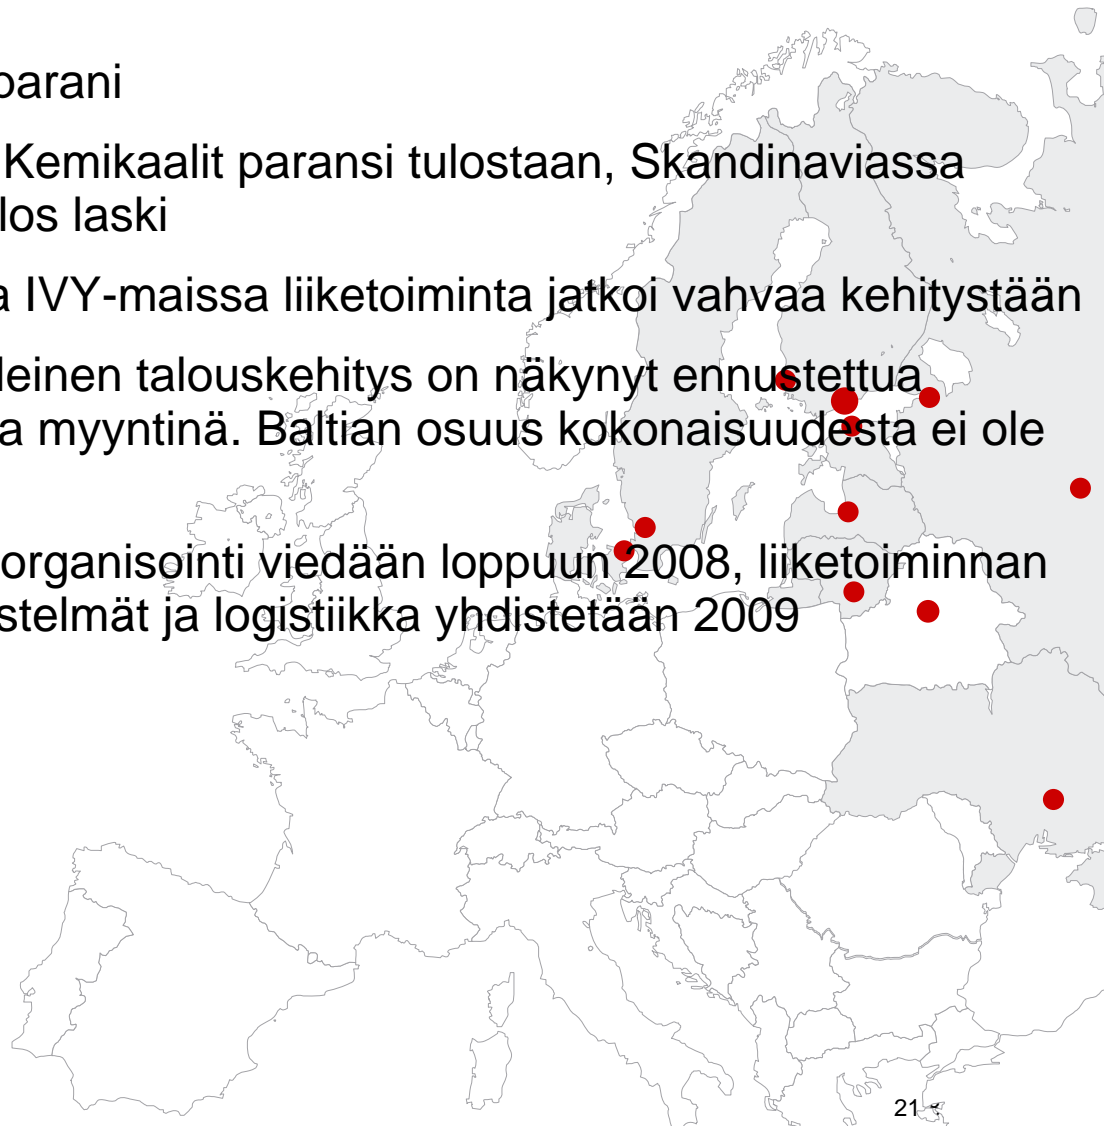 parani
Kemikaalit paransi tulostaan, Skandinaviassa
los laski
a IVY-maissa liiketoiminta jatkoi vahvaa kehitystään
leinen talouskehitys on näkynyt ennustettua
a myyntinä. Baltian osuus kokonaisuudesta ei ole
organisointi viedään loppuun 2008, liiketoiminnan
stelmät ja logistiikka yhdistetään 2009
21